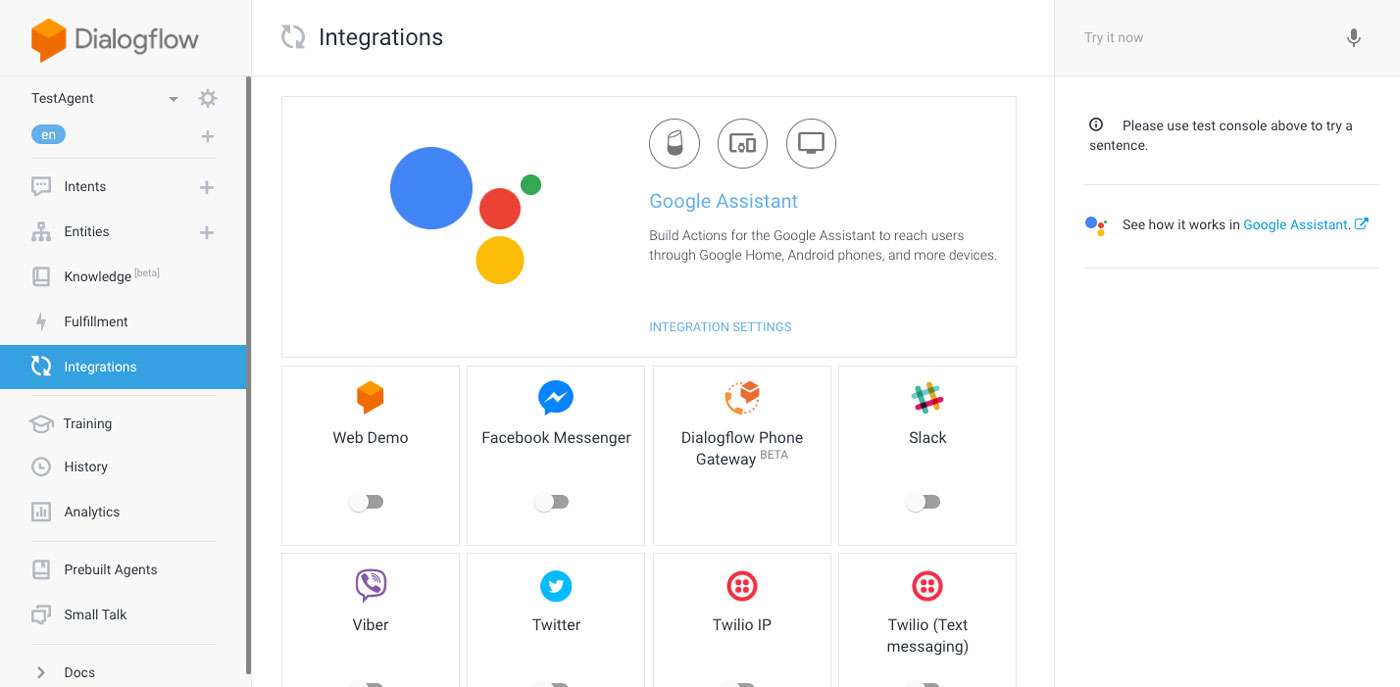 Dialogflow
TestAgent
en
Intents
Entities
Knowledge [beta]
Fulfillment
Integrations
Training
History
Analytics
Prebuilt Agents
Small Talk
Docs
Integrations
Google Assistant
Build Actions for the Google Assistant to reach users
through Google Home, Android phones, and more devices.
INTEGRATION SETTINGS
Web Demo
Facebook Messenger
Dialogflow Phone
Gateway BETA
Slack
Viber
Twitter
Twilio IP
Twilio (Text
messaging)
Try it now
Please use test console above to try a
sentence.
See how it works in Google Assistant.